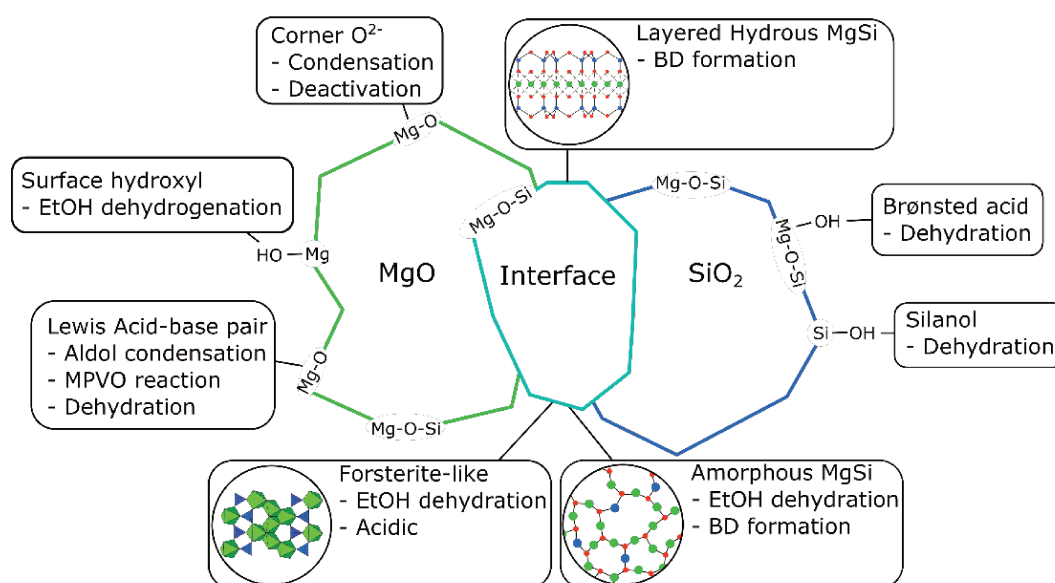 Corner O²⁻
- Condensation
- Deactivation
Layered Hydrous MgSi
- BD formation
Mg-O
Surface hydroxyl
- EtOH dehydrogenation
Mg-O-Si
Mg-O-Si
Brønsted acid
- Dehydration
OH
Mg-O-Si
HO
Mg
MgO
Interface
SiO₂
Lewis Acid-base pair
- Aldol condensation
- MPVO reaction
- Dehydration
Mg-O
Si
OH
Silanol
- Dehydration
Mg-O-Si
Forsterite-like
- EtOH dehydration
- Acidic
Amorphous MgSi
- EtOH dehydration
- BD formation